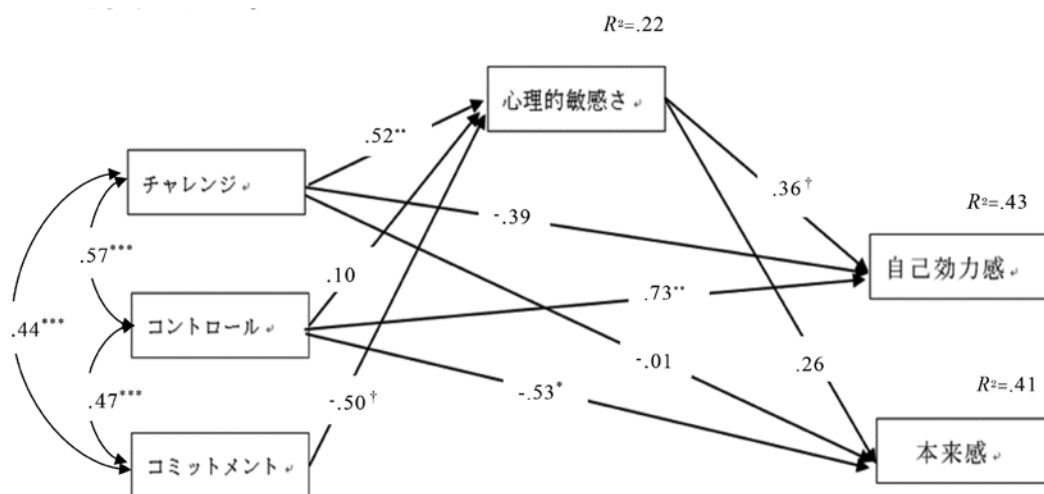 R²=.22
心理的敏感さ
.52**
チャレンジ
.36†
-.39
R²=.43
自己効力感
.57***
.10
.73**
.44***
コントロール
-.01
.26
-.53*
R²=.41
.47***
-.50†
本来感
コミットメント